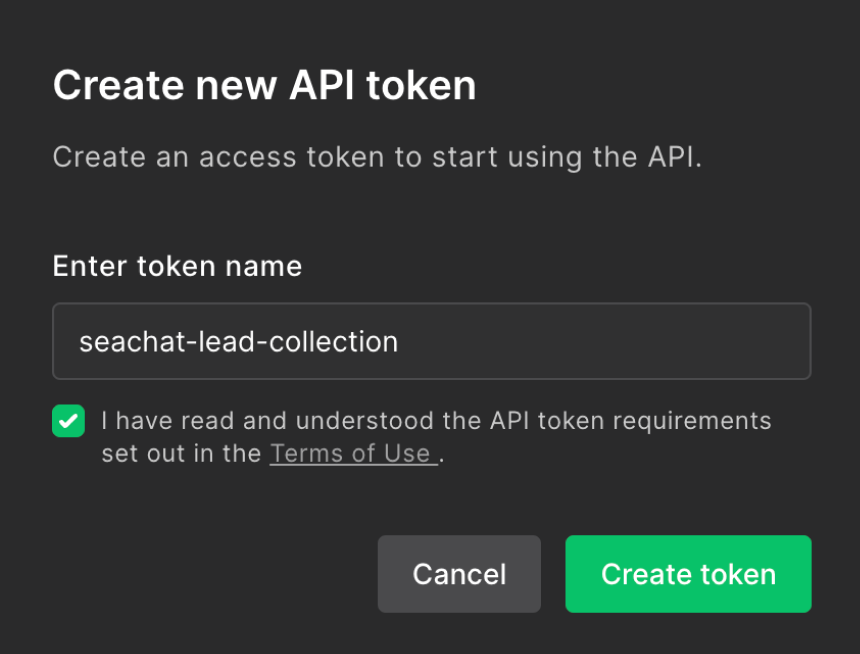 Create new API token
Create an access token to start using the API.
Enter token name
seachat-lead-collection
I have read and understood the API token requirements
set out in the Terms of Use .
Cancel
Create token